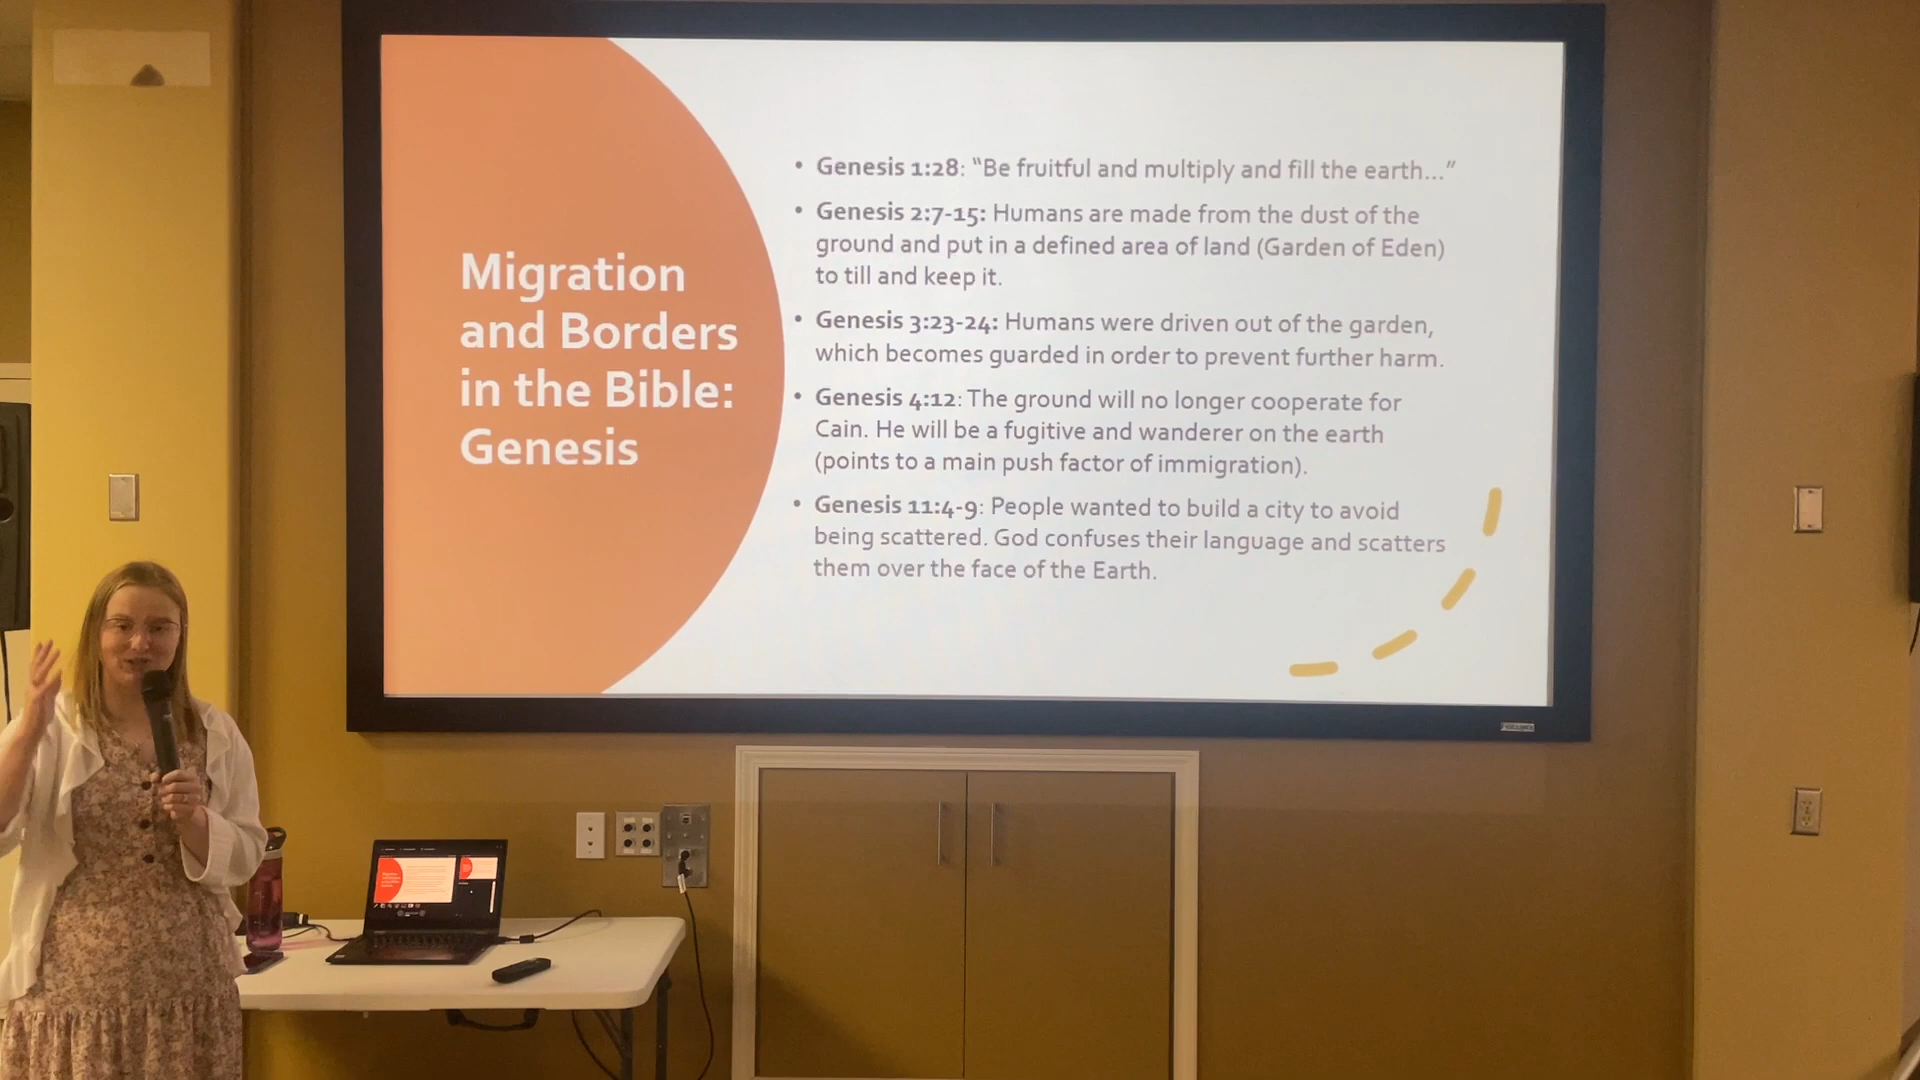 Migration
and Borders
in the Bible:
Genesis
• Genesis 1:28: “Be fruitful and multiply and fill the earth...”
• Genesis 2:7-15: Humans are made from the dust of the
ground and put in a defined area of land (Garden of Eden)
to till and keep it.
• Genesis 3:23-24: Humans were driven out of the garden,
which becomes guarded in order to prevent further harm.
• Genesis 4:12: The ground will no longer cooperate for
Cain. He will be a fugitive and wanderer on the earth
(points to a main push factor of immigration).
• Genesis 11:4-9: People wanted to build a city to avoid
being scattered. God confuses their language and scatters
them over the face of the Earth.